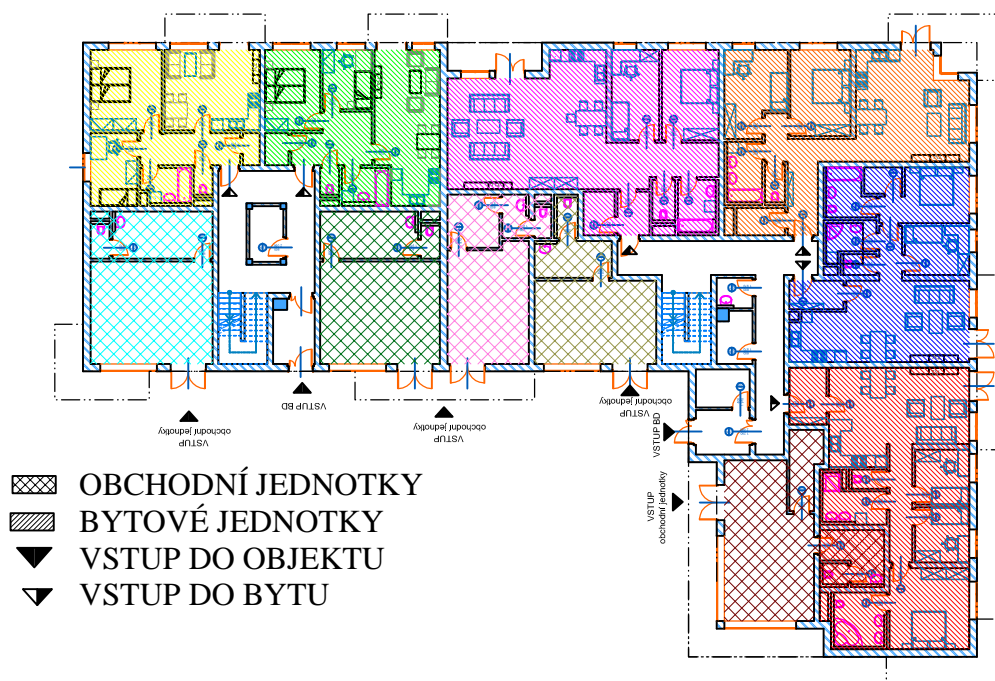 VSTUP BD
VSTUP
obchodní jednotky
VSTUP
obchodní jednotky
VSTUP
obchodní jednotky
VSTUP BD
VSTUP
obchodní jednotky
OBCHODNÍ JEDNOTKY
BYTOVÉ JEDNOTKY
VSTUP DO OBJEKTU
VSTUP DO BYTU